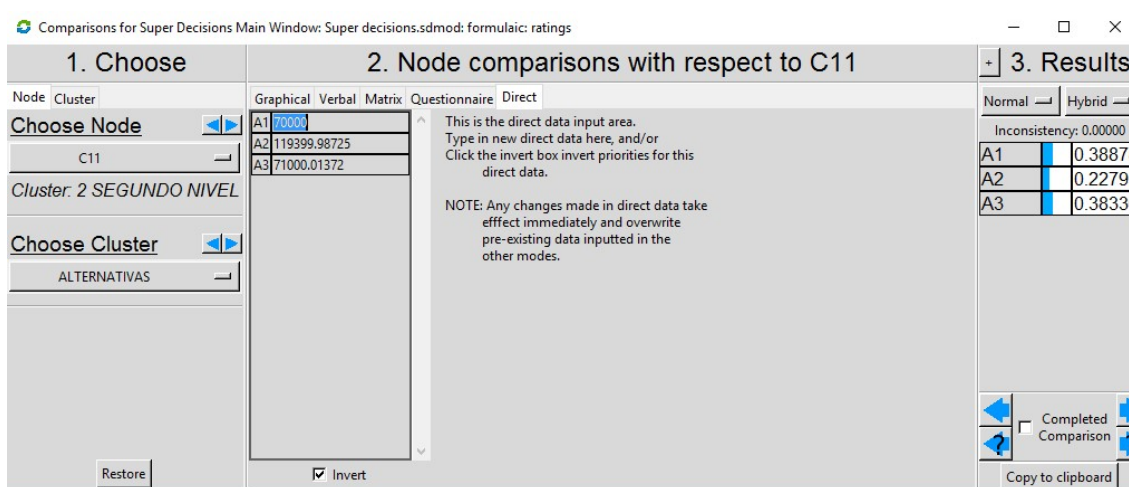 Comparisons for Super Decisions Main Window: Super decisions.sdmod: formulaic: ratings
1. Choose
2. Node comparisons with respect to C11
+ 3. Results
Node Cluster
Graphical Verbal Matrix Questionnaire Direct
Normal Hybrid
Choose Node
C11
Cluster: 2 SEGUNDO NIVEL
Choose Cluster
ALTERNATIVAS
Restore
A1 70000
A2 119399.98725
A3 71000.01372
Invert
This is the direct data input area.
Type in new direct data here, and/or
Click the invert box invert priorities for this
direct data.
NOTE: Any changes made in direct data take
efffect immediately and overwrite
pre-existing data inputted in the
other modes.
Inconsistency: 0.00000
A1 0.3887
A2 0.2279
A3 0.3833
Completed
Comparison
?
Copy to clipboard